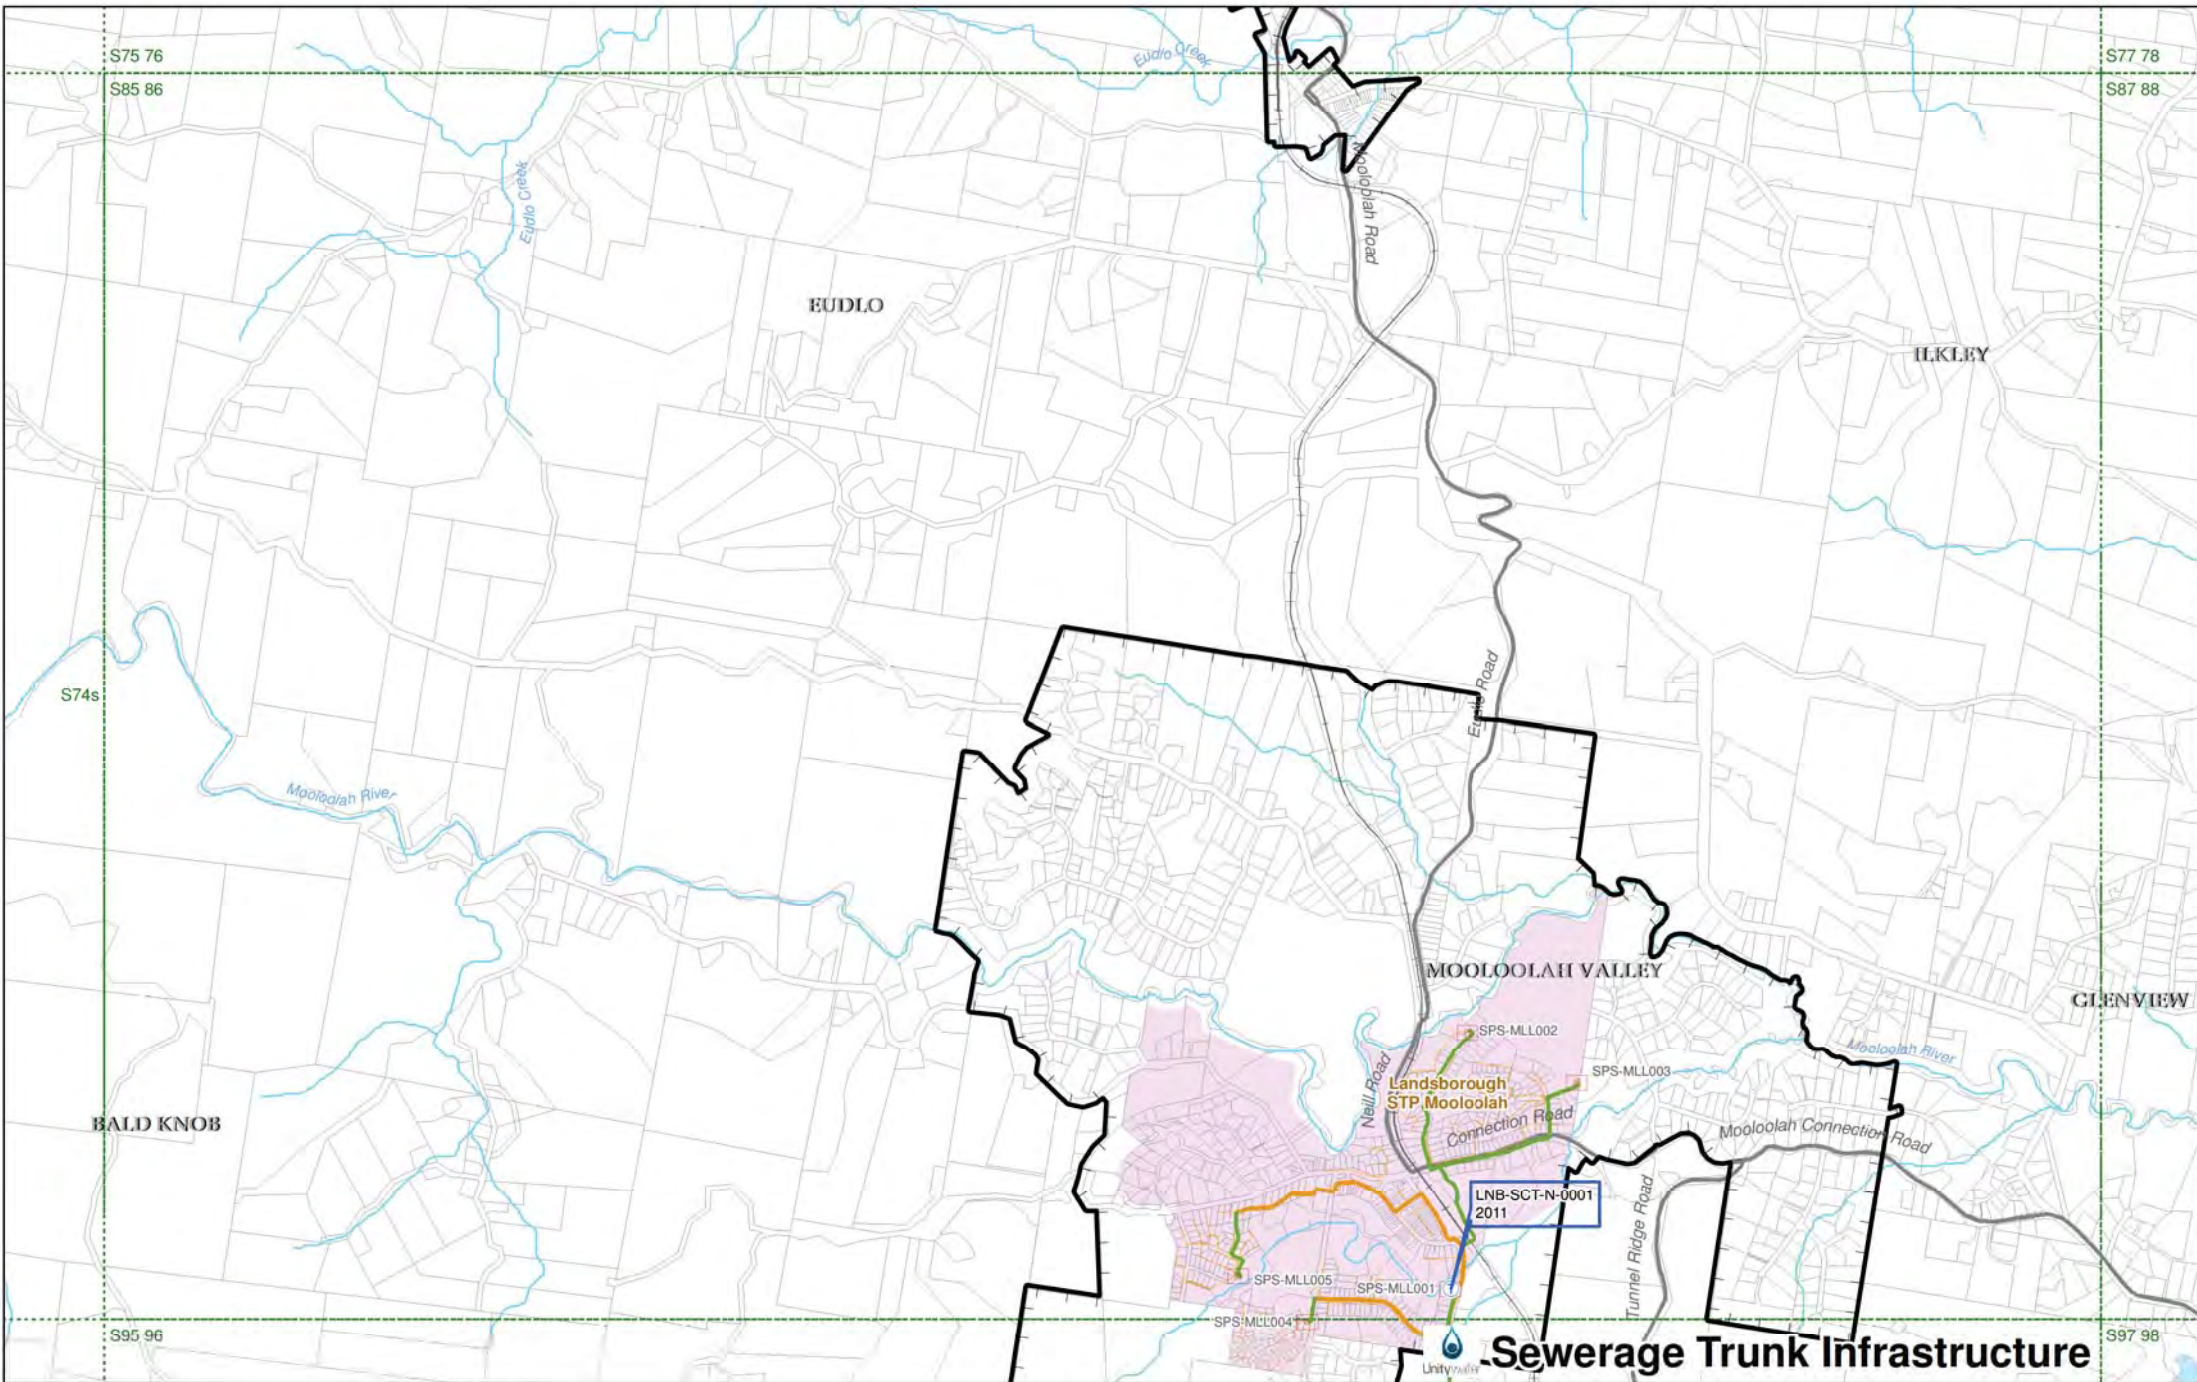 S75 76
S85 86
Eudlo Creek
S77 78
S87 88
Eudlo Creek
Mooloolah Road
EUDLO
ILKLEY
S74s
Eudlo Road
Mooloolah River
MOOLOOLAH VALLEY
GLENVIEW
SPS-MLL002
Mooloolah River
SPS-MLL003
Neill Road
Landsborough
STP Mooloolah
Connection Road
BALD KNOB
Mooloolah Connection Road
LNB-SCT-N-0001
2011
Tunnel Ridge Road
SPS-MLL005
SPS-MLL001
SPS-MLL004
S95 96
Unitywater
Sewerage Trunk Infrastructure
S97 98